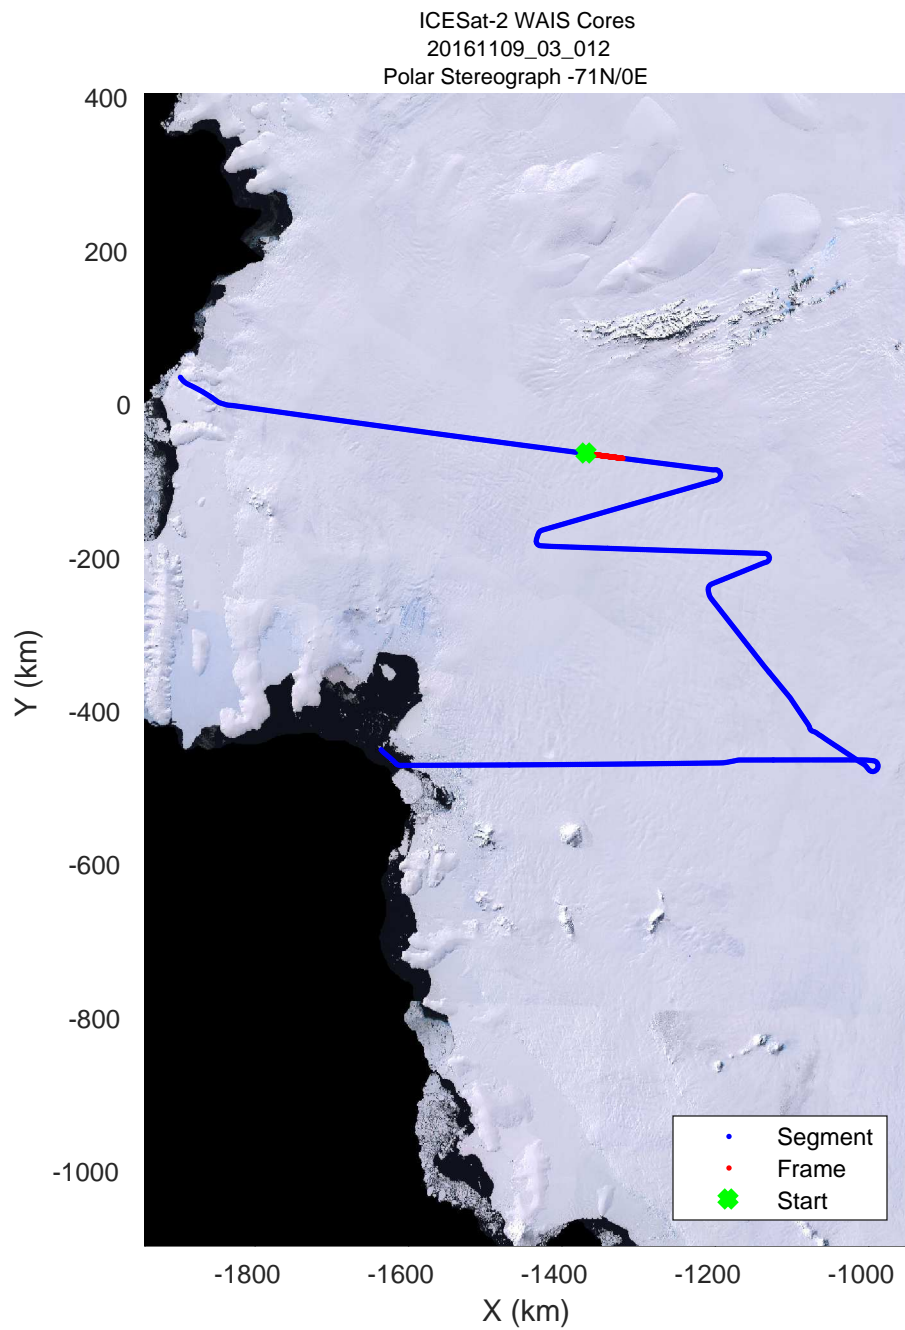 ICESat-2 WAIS Cores
20161109_03_012
Polar Stereograph -71N/0E
400
200
0
-200
-400
-600
-800
-1000
Y (km)
-1800
-1600
-1400
-1200
-1000
X (km)
Segment
Frame
Start